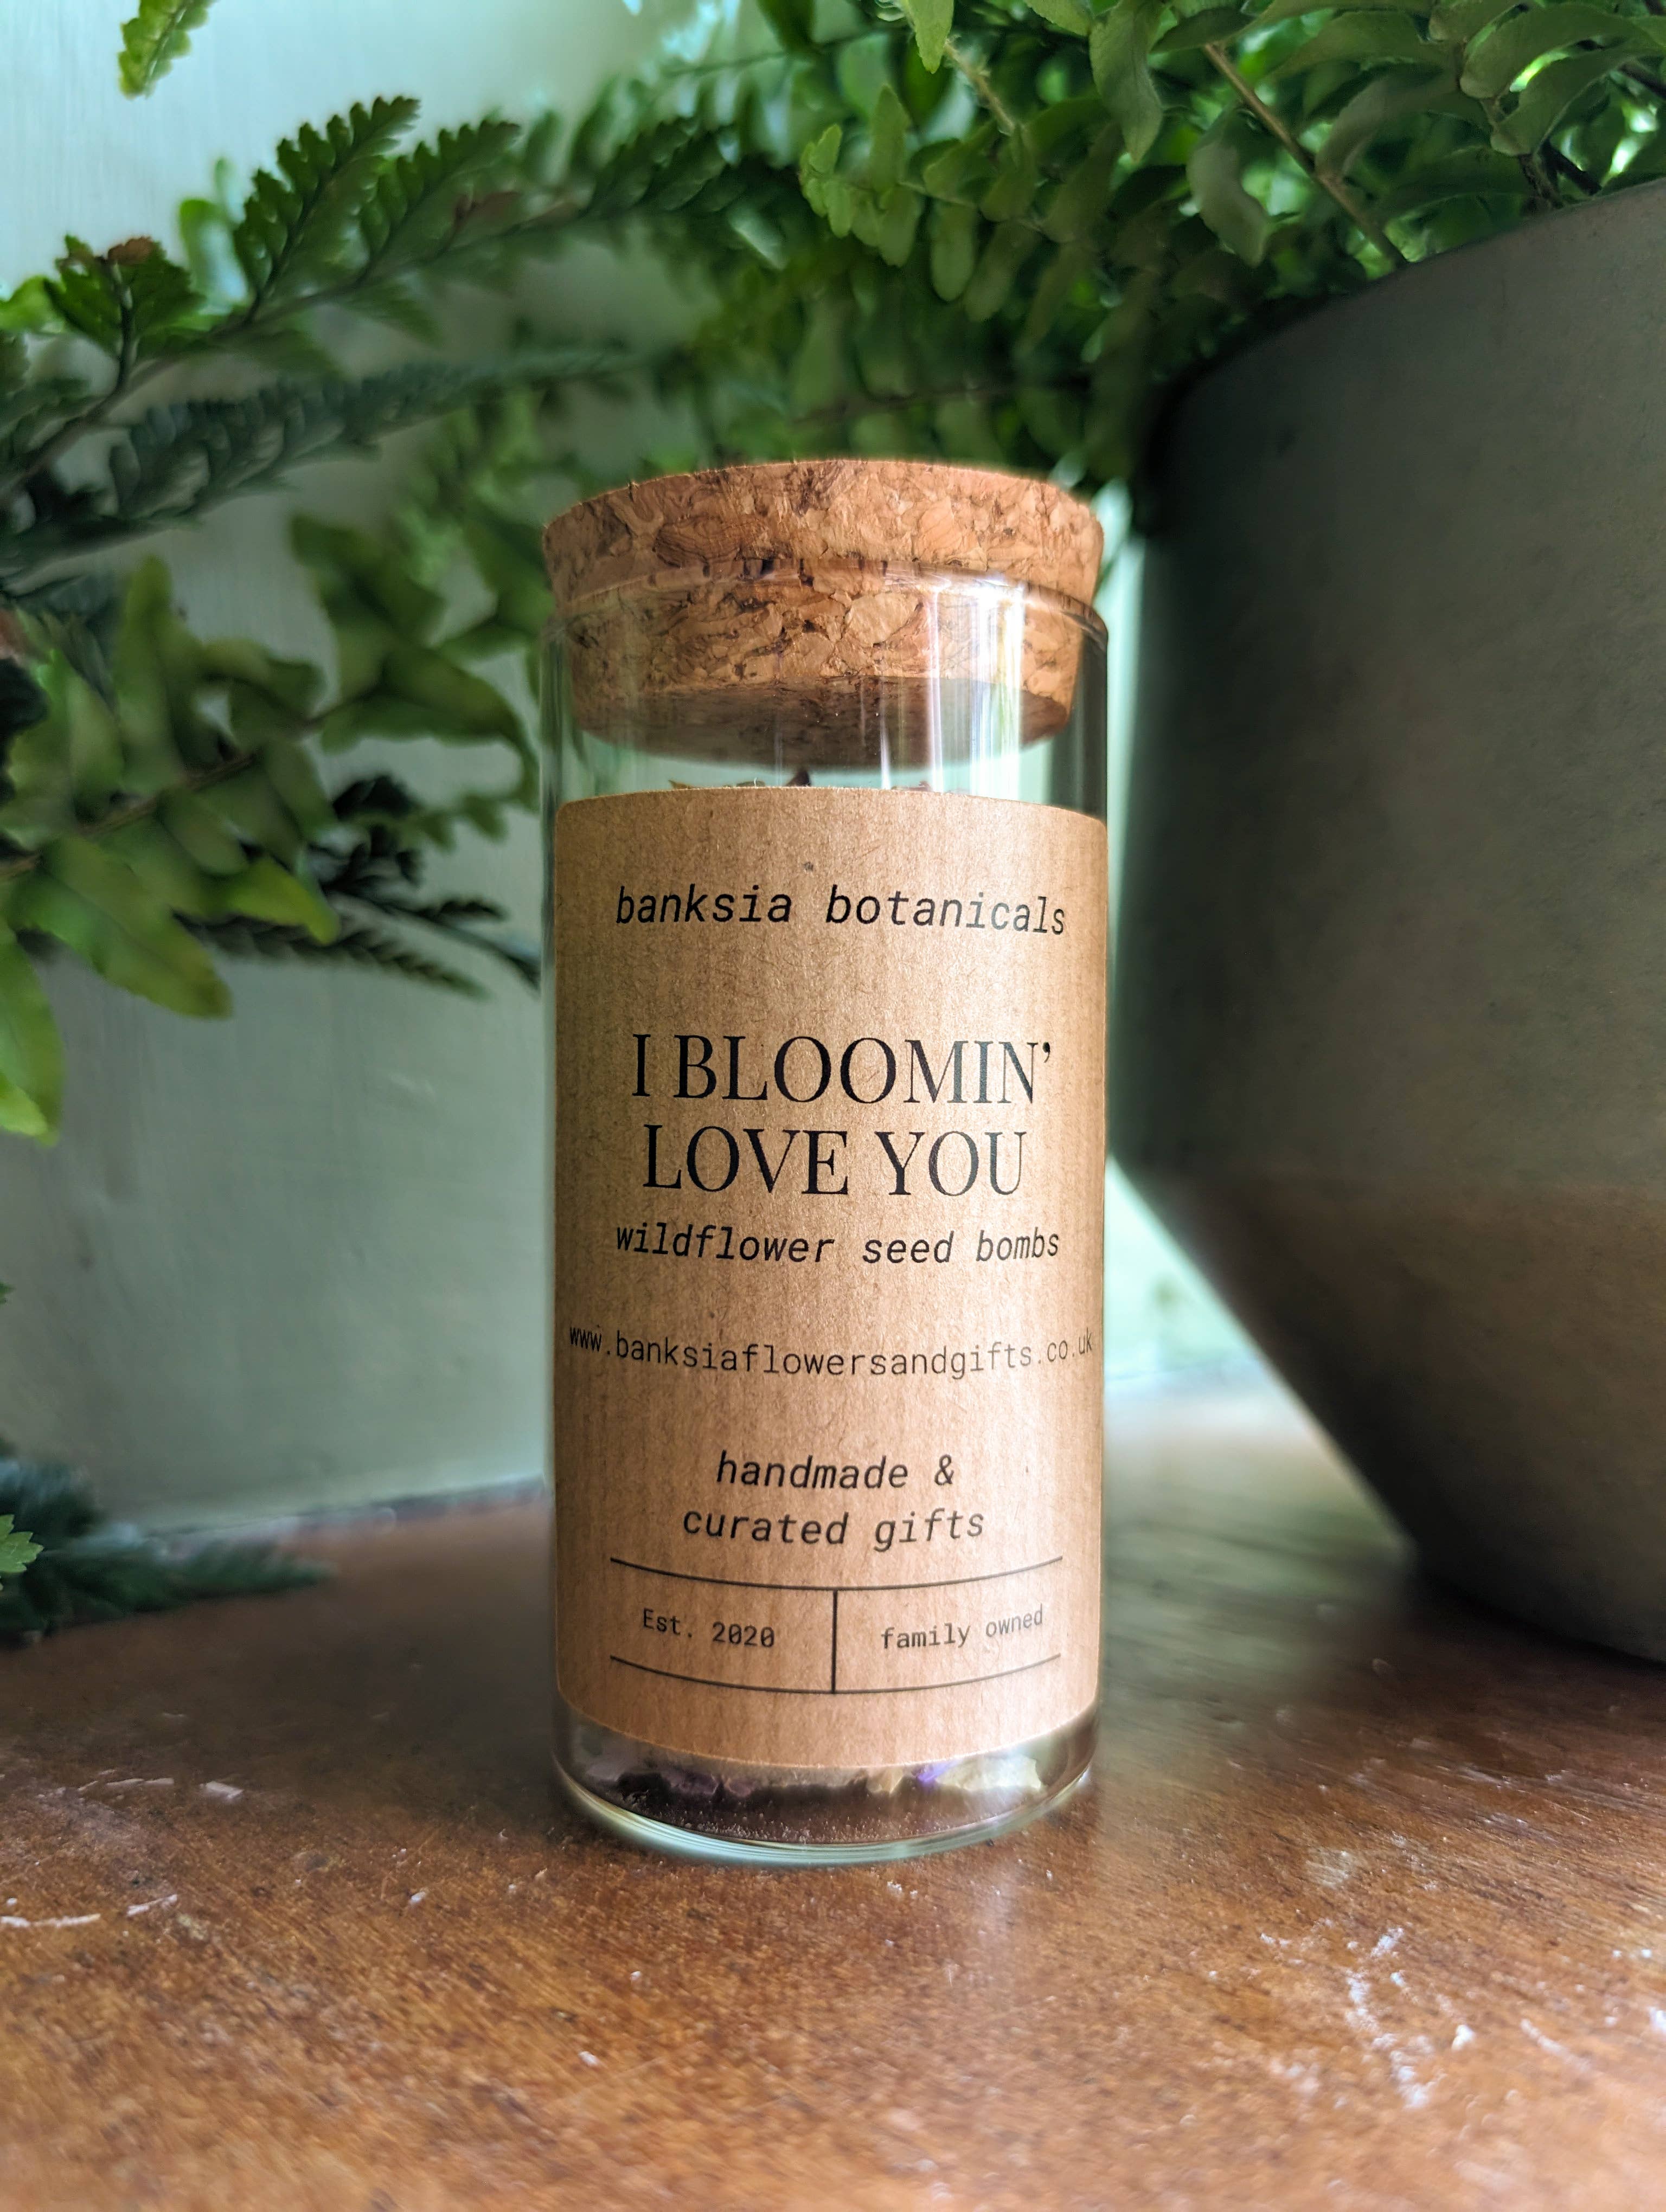 banksia botanicals
I BLOOMIN’
LOVE YOU
wildflower seed bombs
www.banksiaflowersandgifts.co.uk
handmade &
curated gifts
Est. 2020
family owned